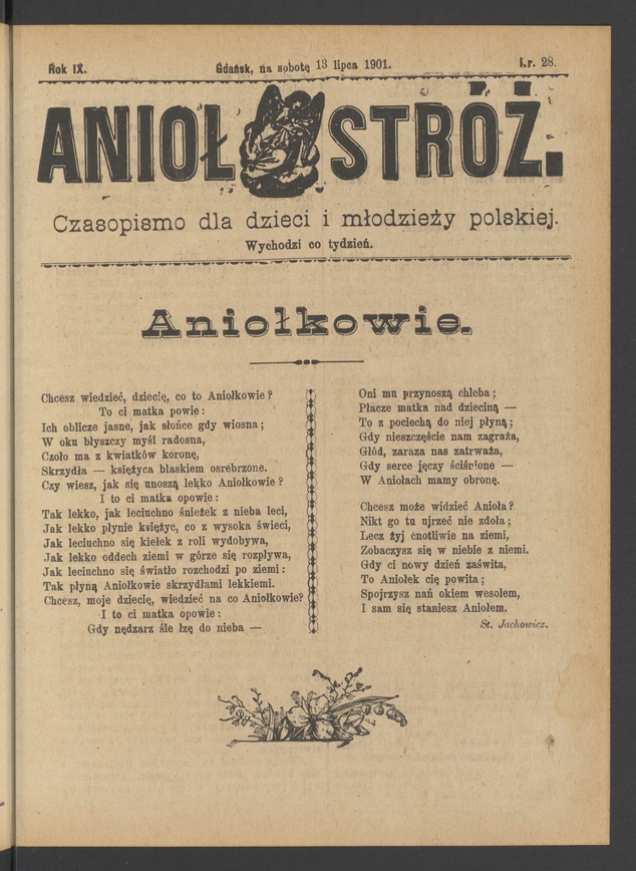 Rok IX.
Gdańsk, na sobotę 13 lipca 1901.
Nr. 28.
ANIOŁ STRÓŻ.
Czasopismo dla dzieci i młodzieży polskiej.
Wychodzi co tydzień.
Aniołkowie.
Chcesz wiedzieć, dziecię, co to Aniołkowie?
To ci matka powie:
Ich oblicze jasne, jak słońce gdy wiosna;
W oku błyszczy myśl radosna,
Czoło ma z kwiatków koronę,
Skrzydła — księżyca blaskiem osrebrzone.
Czy wiesz, jak się unoszą lekko Aniołkowie?
I to ci matka opowie:
Tak lekko, jak leciuchno śnieżek z nieba leci,
Jak lekko płynie księżyc, co z wysoka świeci,
Jak leciuchno się kiełek z roli wydobywa,
Jak lekko oddech ziemi w górze się rozpływa,
Jak leciuchno się światło rozchodzi po ziemi:
Tak płyną Aniołkowie skrzydłami lekkiemi.
Chcesz, moje dziecię, wiedzieć na co Aniołkowie?
I to ci matka opowie:
Gdy nędzarz śle łzę do nieba —
Oni mu przynoszą chleba;
Płacze matka nad dzieciną —
To z pociechą do niej płyną;
Gdy nieszczęście nam zagraża,
Głód, zaraza nas zatrważa,
Gdy serce jęczy ściśnione —
W Aniołach mamy obronę.
Chcesz może widzieć Anioła?
Nikt go tu ujrzeć nie zdoła;
Lecz żyj cnotliwie na ziemi,
Zobaczysz się w niebie z niemi.
Gdy ci nowy dzień zaświta,
To Aniołek cię powita;
Spojrzysz nań okiem wesołem,
I sam się staniesz Aniołem.
St. Jachowicz.